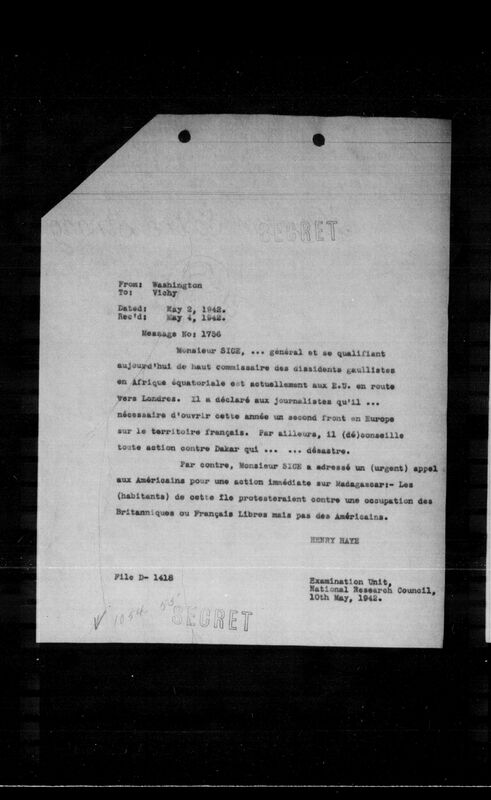 SECRET
From: Washington
To: Vichy
Dated: May 2, 1942.
Rec'd: May 4, 1942.
Message No: 1736
Monsieur SICE, ... général et se qualifiant
aujourd'hui de haut commissaire des dissidents gaullistes
en Afrique équatoriale est actuellement aux E.U. en route
vers Londres. Il a déclaré aux journalistes qu'il ...
nécessaire d'ouvrir cette année un second front en Europe
sur le territoire français. Par ailleurs, il (dé)conseille
toute action contre Dakar qui ... ... désastre.
Par contre, Monsieur SICE a adressé un (urgent) appel
aux Américains pour une action immédiate sur Madagascar:- Les
(habitants) de cette île protesteraient contre une occupation des
Britanniques ou Français Libres mais pas des Américains.
HENRY HAYE
File D- 1418
Examination Unit,
National Research Council,
10th May, 1942.
SECRET